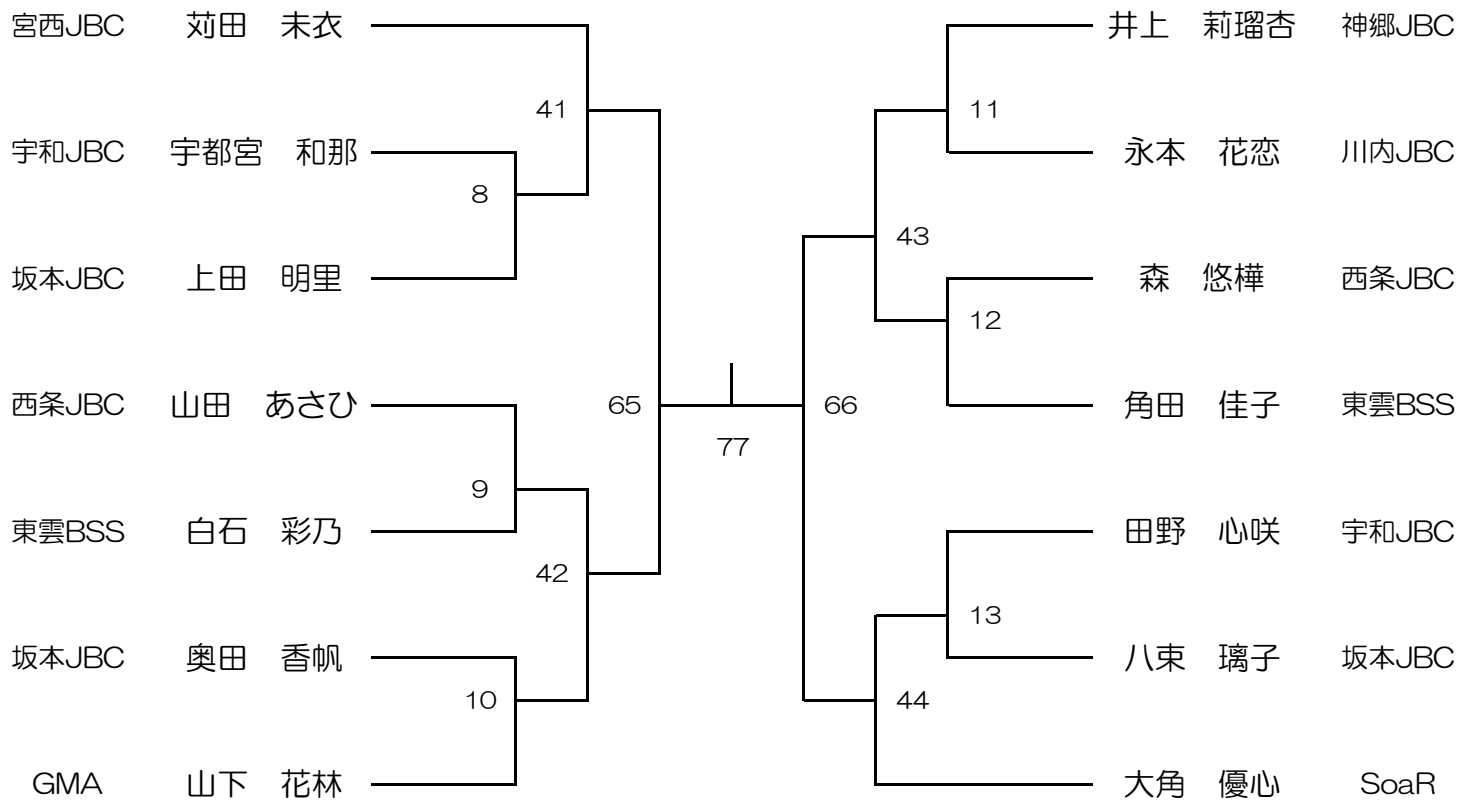 宮西JBC 苅田 未衣 井上 莉瑠杏 神郷JBC
41 11
宇和JBC 宇都宮 和那 永本 花恋 川内JBC
8
43
坂本JBC 上田 明里 森 悠樺 西条JBC
12
西条JBC 山田 あさひ 65 66 角田 佳子 東雲BSS
77
9
東雲BSS 白石 彩乃 田野 心咲 宇和JBC
42
13
坂本JBC 奥田 香帆 八束 璃子 坂本JBC
10 44
GMA 山下 花林 大角 優心 SoaR